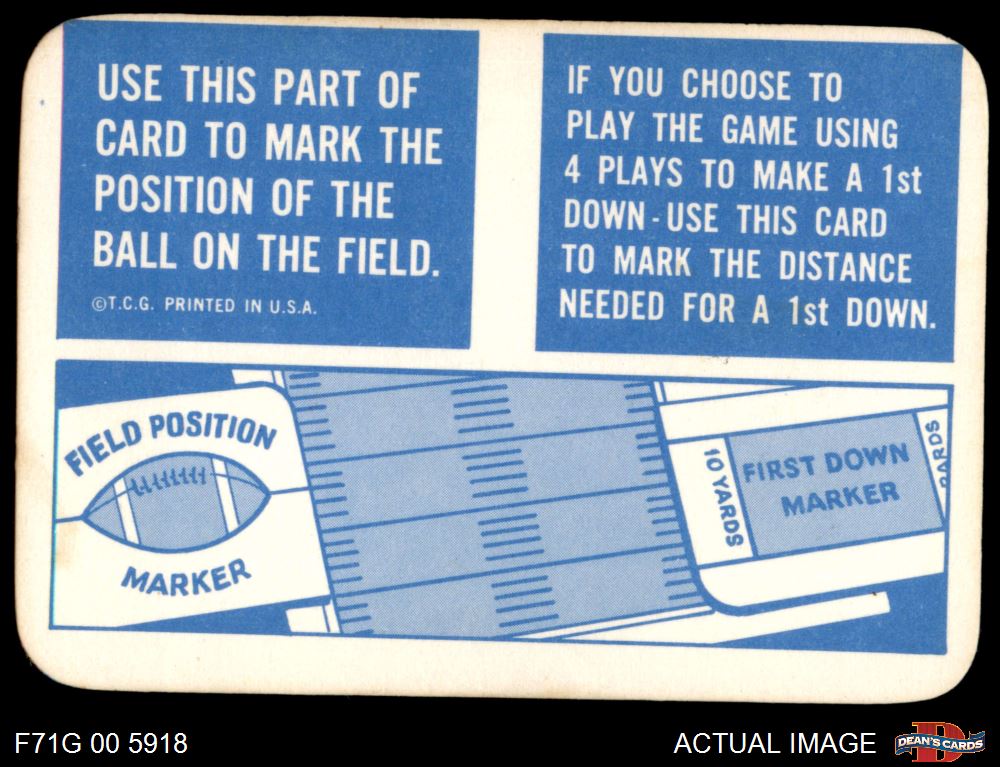 USE THIS PART OF
CARD TO MARK THE
POSITION OF THE
BALL ON THE FIELD.
©T.C.G. PRINTED IN U.S.A.
IF YOU CHOOSE TO
PLAY THE GAME USING
4 PLAYS TO MAKE A 1st
DOWN-USE THIS CARD
TO MARK THE DISTANCE
NEEDED FOR A 1st DOWN.
FIELD POSITION
MARKER
10 YARDS
FIRST DOWN
MARKER
F71G 00 5918
ACTUAL IMAGE
D
DEAN'S CARDS